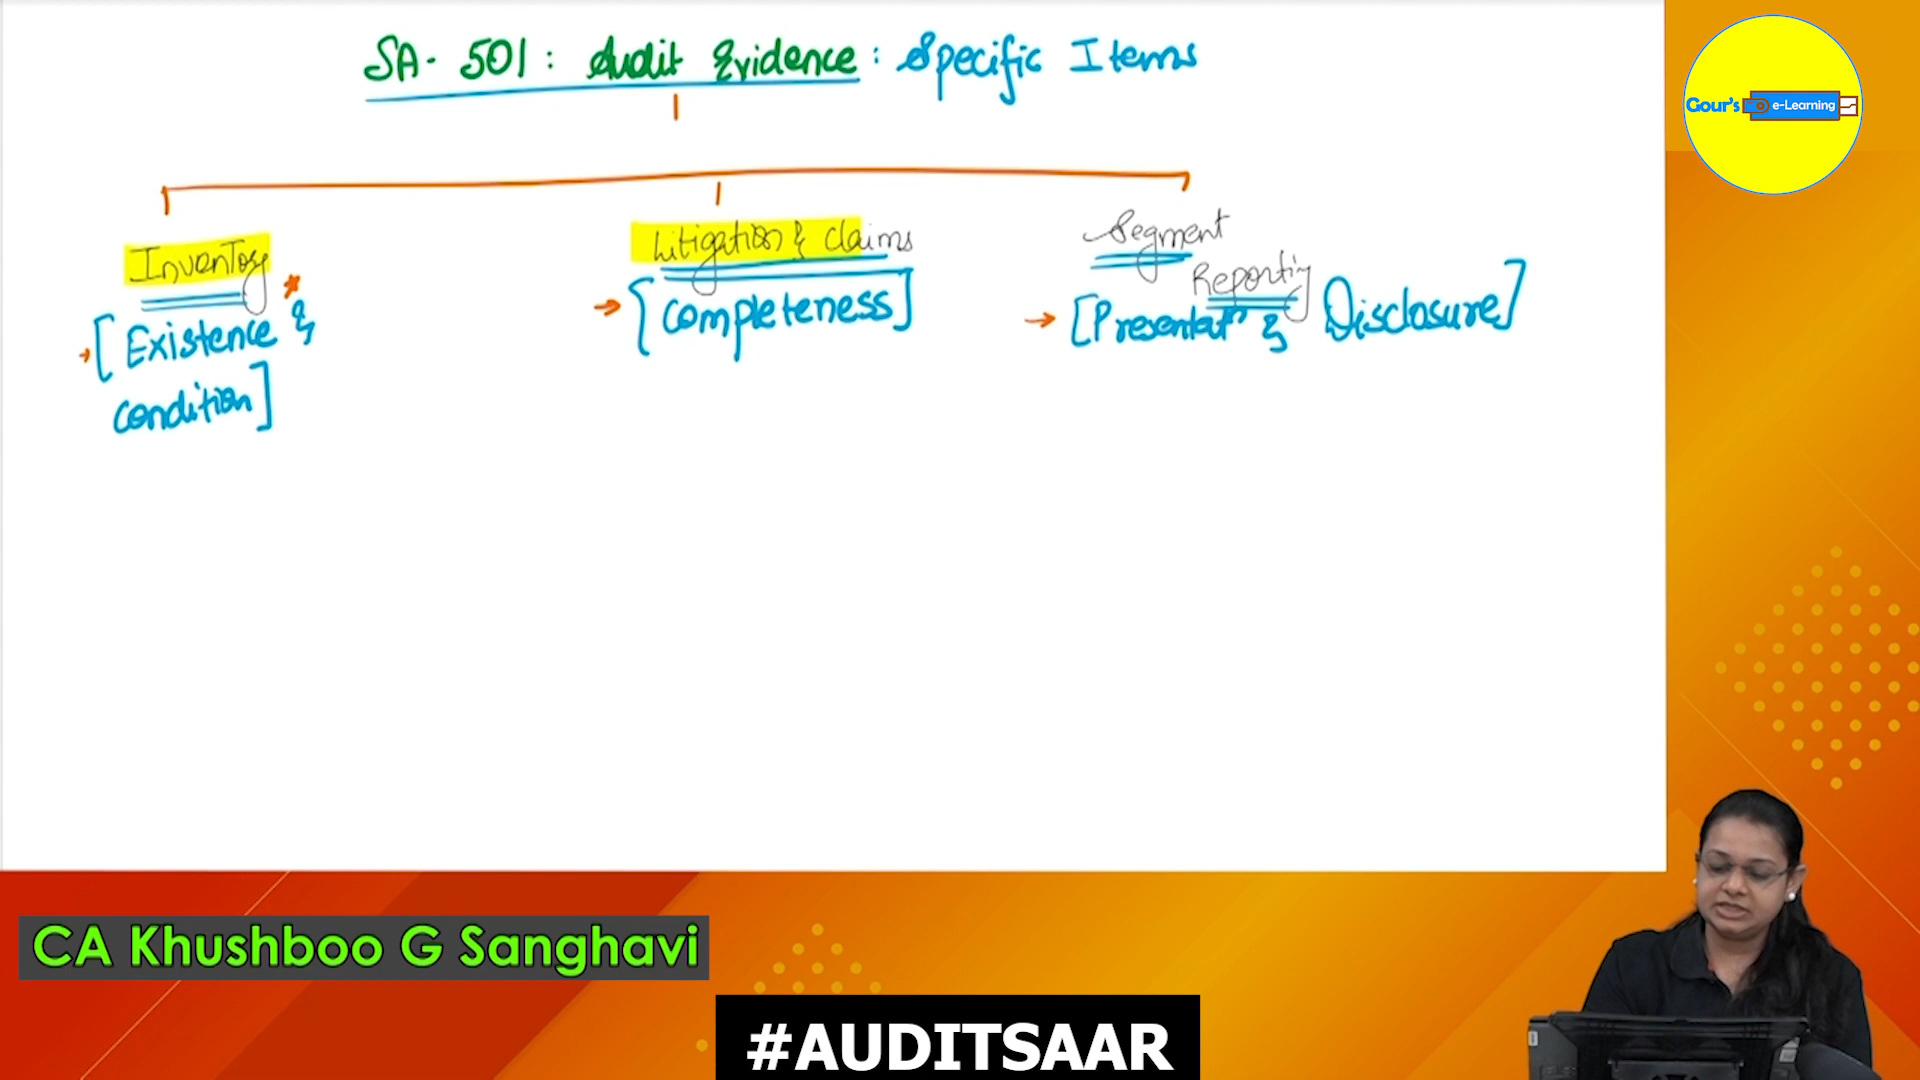 SA- 501 : Audit Evidence : Specific Items
Inventory
[Existence &
condition]
Litigation & claims
[completeness]
Segment
Reporting
[Presentatn & Disclosure]
Gour's e-Learning
CA Khushboo G Sanghavi
#AUDITSAAR